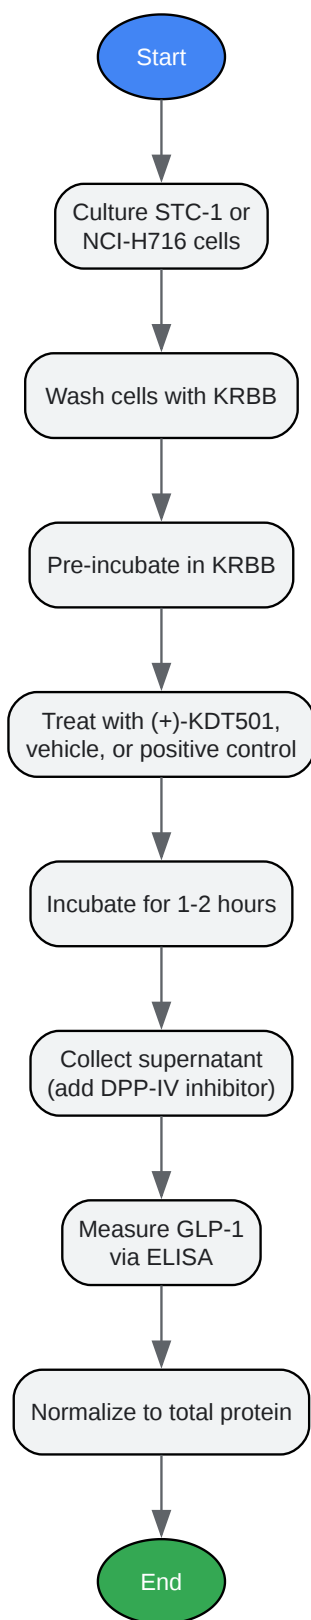 Start
Culture STC-1 or
NCI-H716 cells
Wash cells with KRBB
Pre-incubate in KRBB
Treat with (+)-KDT501,
vehicle, or positive control
Incubate for 1-2 hours
Collect supernatant
(add DPP-IV inhibitor)
Measure GLP-1
via ELISA
Normalize to total protein
End